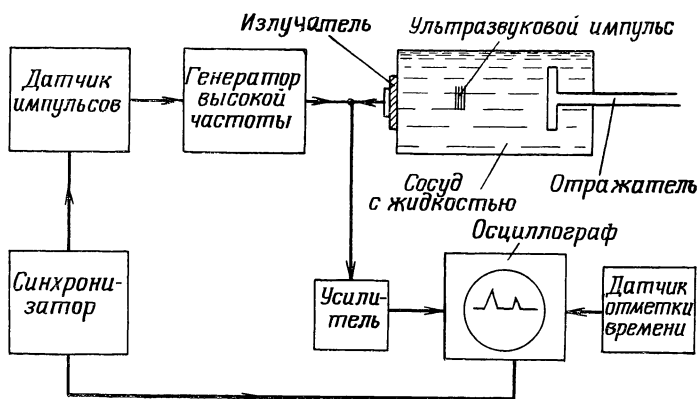 Излучатель
Ультразвуковой импульс
Датчик
импульсов
Генератор
высокой
частоты
Сосуд
с жидкостью
Отражатель
Осциллограф
Синхрони-
затор
Усили-
тель
Датчик
отметки
времени